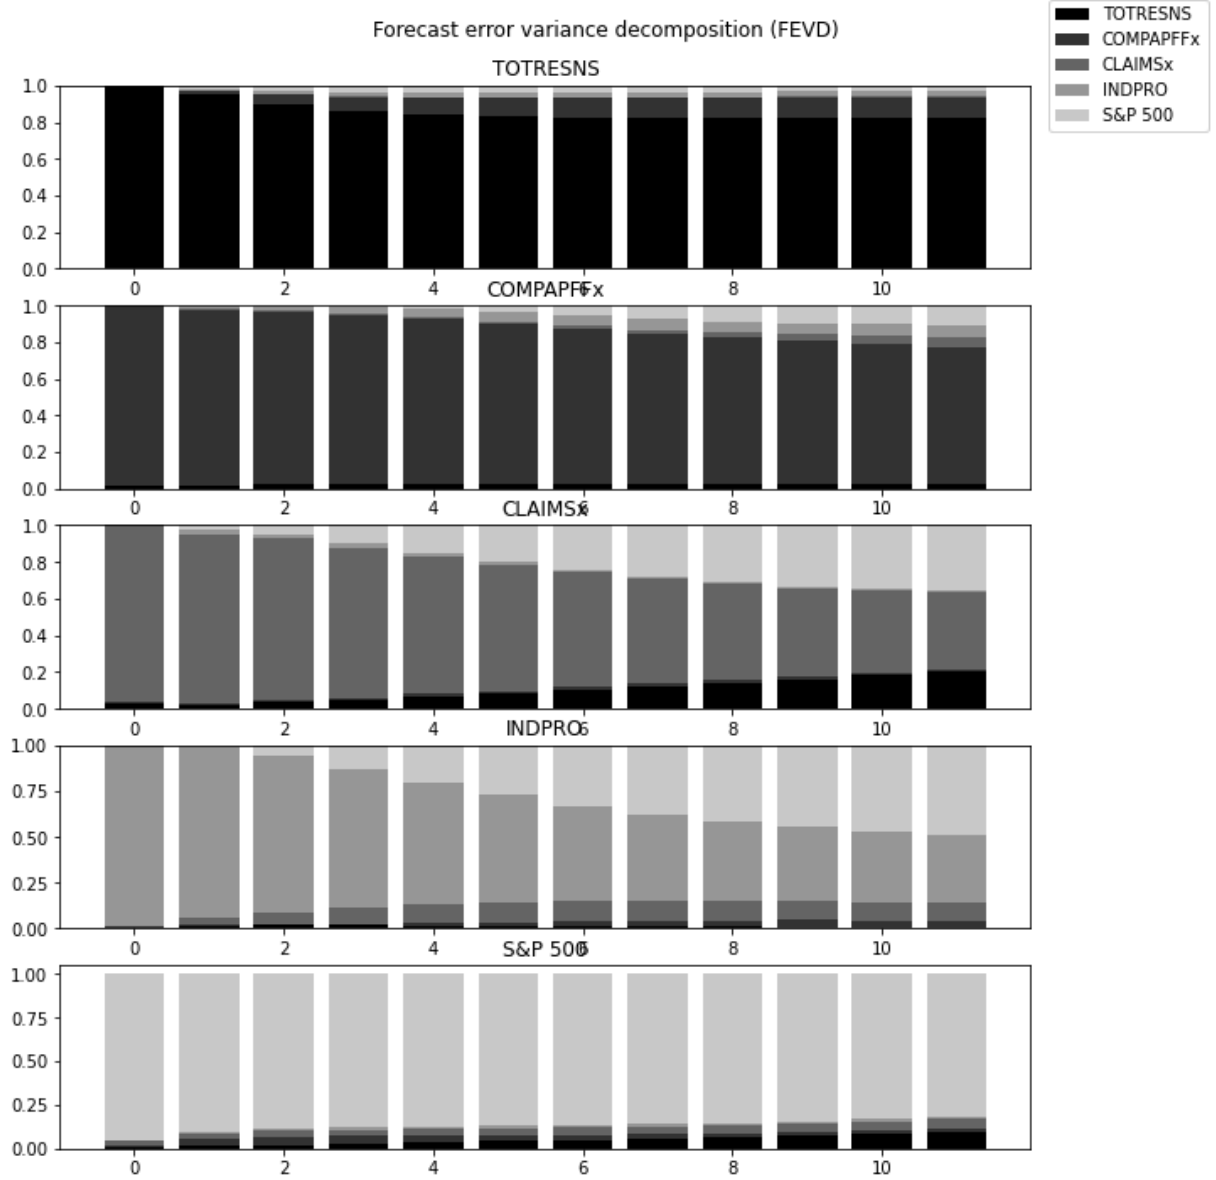 Forecast error variance decomposition (FEVD)
TOTRESNS
COMPAPFFx
CLAIMSx
INDPRO
S&P 500
TOTRESNS
1.0
0.8
0.6
0.4
0.2
0.0
0 2 4 6 8 10
COMPAPFFx
1.0
0.8
0.6
0.4
0.2
0.0
0 2 4 6 8 10
CLAIMSx
1.0
0.8
0.6
0.4
0.2
0.0
0 2 4 6 8 10
INDPRO
1.00
0.75
0.50
0.25
0.00
0 2 4 6 8 10
S&P 500
1.00
0.75
0.50
0.25
0.00
0 2 4 6 8 10